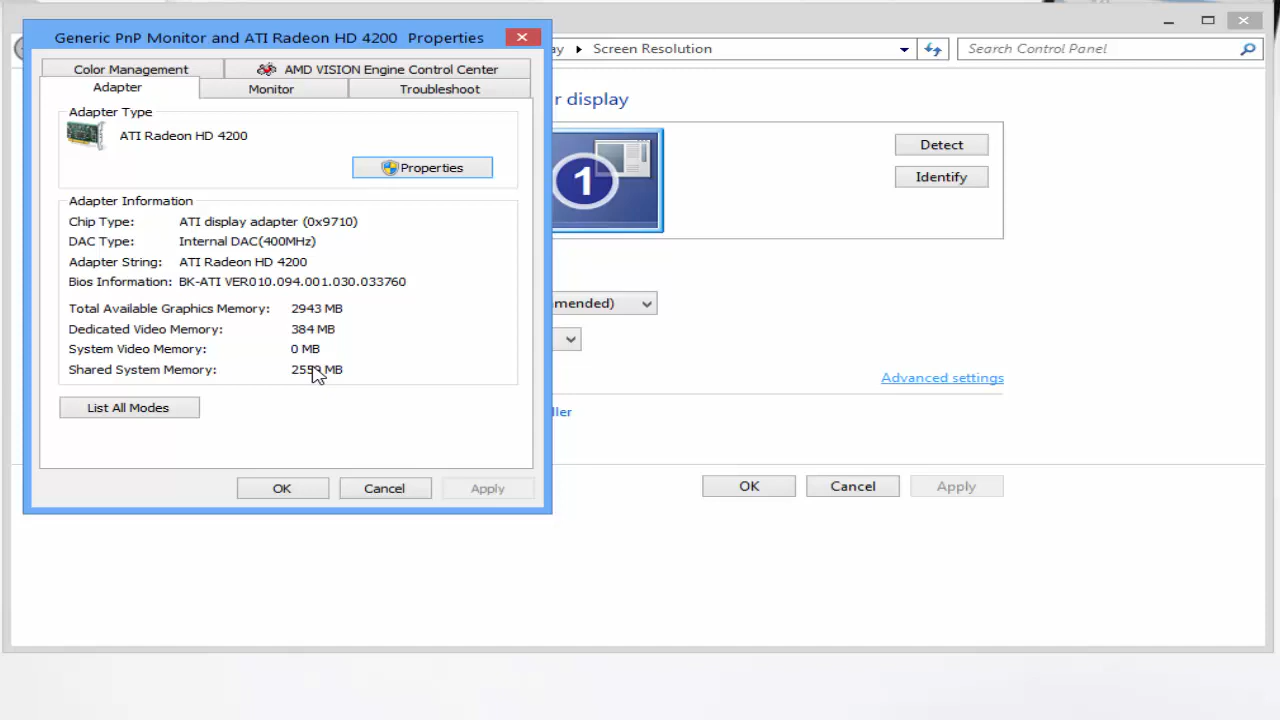 Generic PnP Monitor and ATI Radeon HD 4200 Properties
Color Management
AMD VISION Engine Control Center
Adapter
Monitor
Troubleshoot
Adapter Type
ATI Radeon HD 4200
Properties
Adapter Information
Chip Type: ATI display adapter (0x9710)
DAC Type: Internal DAC(400MHz)
Adapter String: ATI Radeon HD 4200
Bios Information: BK-ATI VER010.094.001.030.033760
Total Available Graphics Memory: 2943 MB
Dedicated Video Memory: 384 MB
System Video Memory: 0 MB
Shared System Memory: 2559 MB
List All Modes
OK
Cancel
Apply
ay
Screen Resolution
Search Control Panel
r display
1
Detect
Identify
mended)
Advanced settings
ller
OK
Cancel
Apply